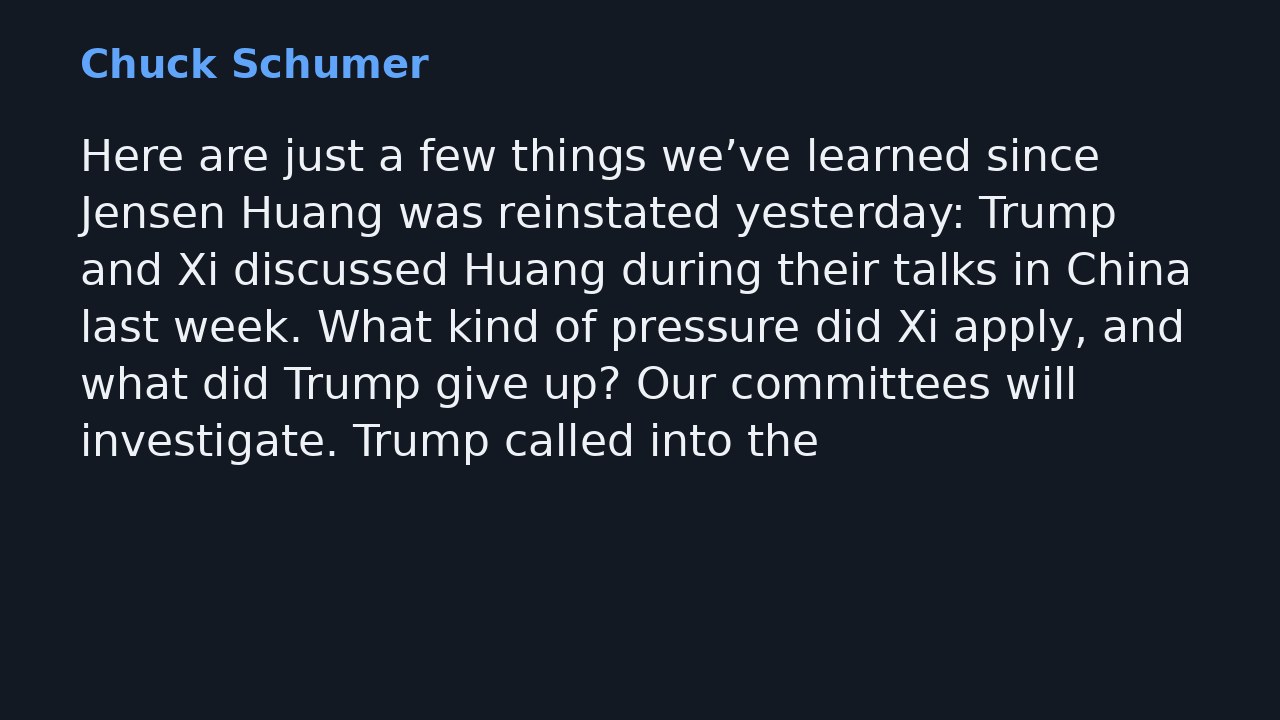 Chuck Schumer
Here are just a few things we’ve learned since
Jensen Huang was reinstated yesterday: Trump
and Xi discussed Huang during their talks in China
last week. What kind of pressure did Xi apply, and
what did Trump give up? Our committees will
investigate. Trump called into the